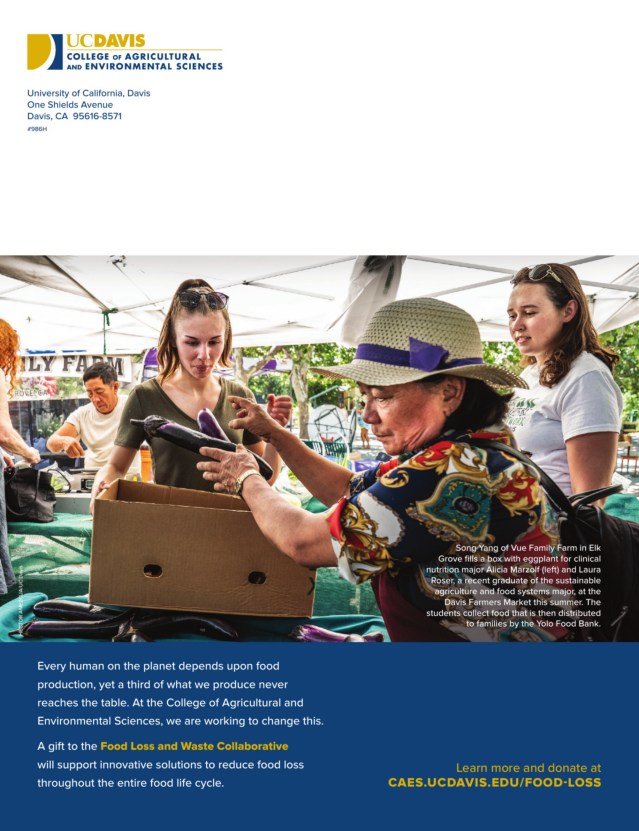 UCDAVIS
COLLEGE OF AGRICULTURAL
AND ENVIRONMENTAL SCIENCES
University of California, Davis
One Shields Avenue
Davis, CA 95616-8571
#986H
ILY FARM
UC
Song Yang of Vue Family Farm in Elk
Grove fills a box with eggplant for clinical
nutrition major Alicia Marzolf (left) and Laura
Roser, a recent graduate of the sustainable
agriculture and food systems major, at the
Davis Farmers Market this summer. The
students collect food that is then distributed
to families by the Yolo Food Bank.
Every human on the planet depends upon food
production, yet a third of what we produce never
reaches the table. At the College of Agricultural and
Environmental Sciences, we are working to change this.
A gift to the Food Loss and Waste Collaborative
will support innovative solutions to reduce food loss
throughout the entire food life cycle.
Learn more and donate at
CAES.UCDAVIS.EDU/FOOD-LOSS